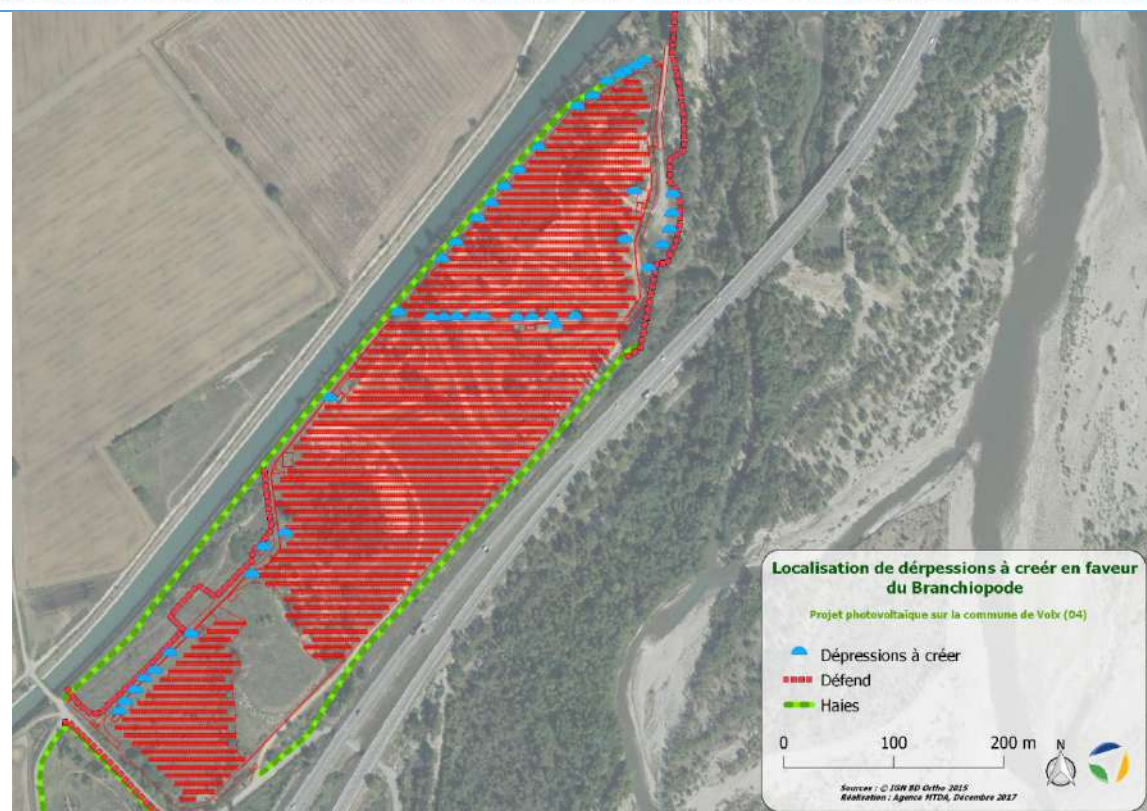 Localisation de dérpessions à creér en faveur
du Branchiopode
Projet photovoltaïque sur la commune de Volx (04)
Dépressions à créer
Défend
Haies
0 100 200 m
N
Sources : © IGN BD Ortho 2015
Réalisation : Agence MTDA, Décembre 2017